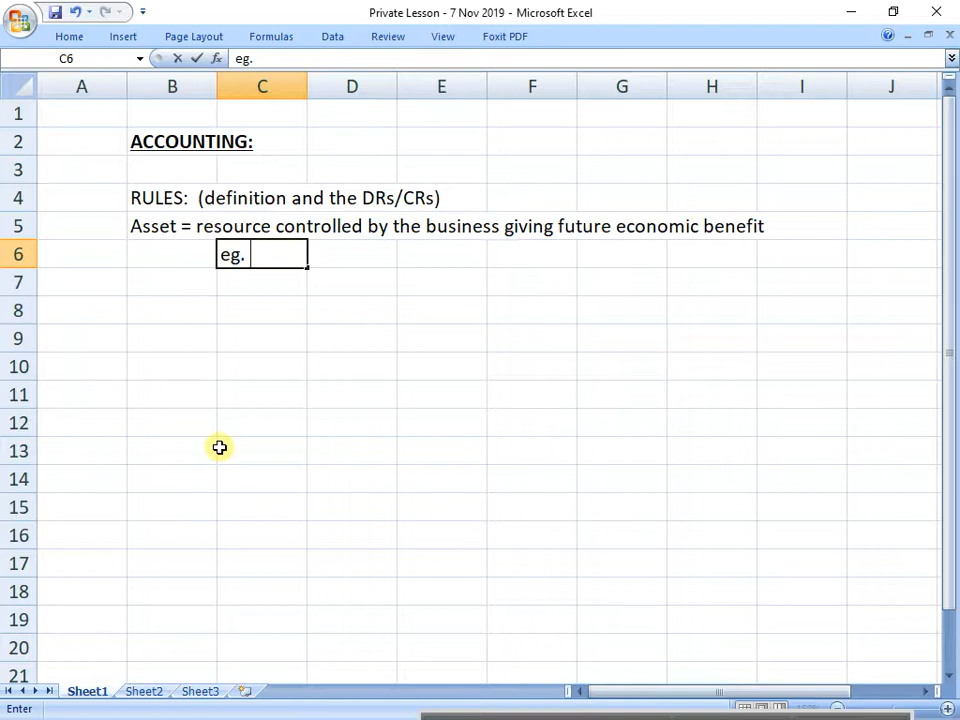 Private Lesson - 7 Nov 2019 - Microsoft Excel
Home Insert Page Layout Formulas Data Review View Foxit PDF
C6 fx eg.
A B C D E F G H I J
1
2 ACCOUNTING:
3
4 RULES: (definition and the DRs/CRs)
5 Asset = resource controlled by the business giving future economic benefit
6 eg.
7
8
9
10
11
12
13
14
15
16
17
18
19
20
21
Sheet1 Sheet2 Sheet3
Enter